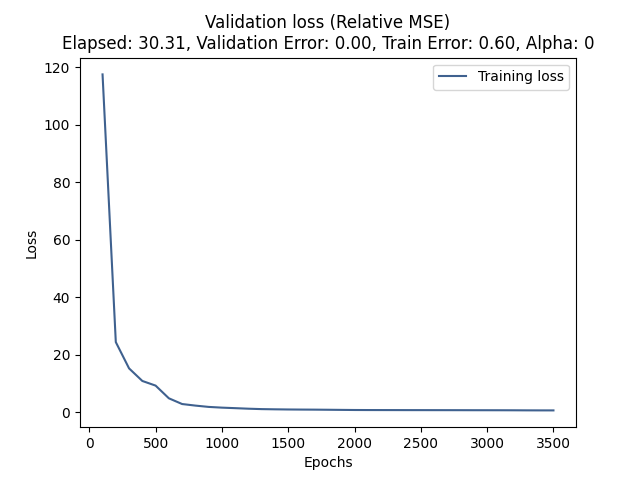 Validation loss (Relative MSE)
Elapsed: 30.31, Validation Error: 0.00, Train Error: 0.60, Alpha: 0
Training loss
120
100
80
60
40
20
0
Loss
0 500 1000 1500 2000 2500 3000 3500
Epochs